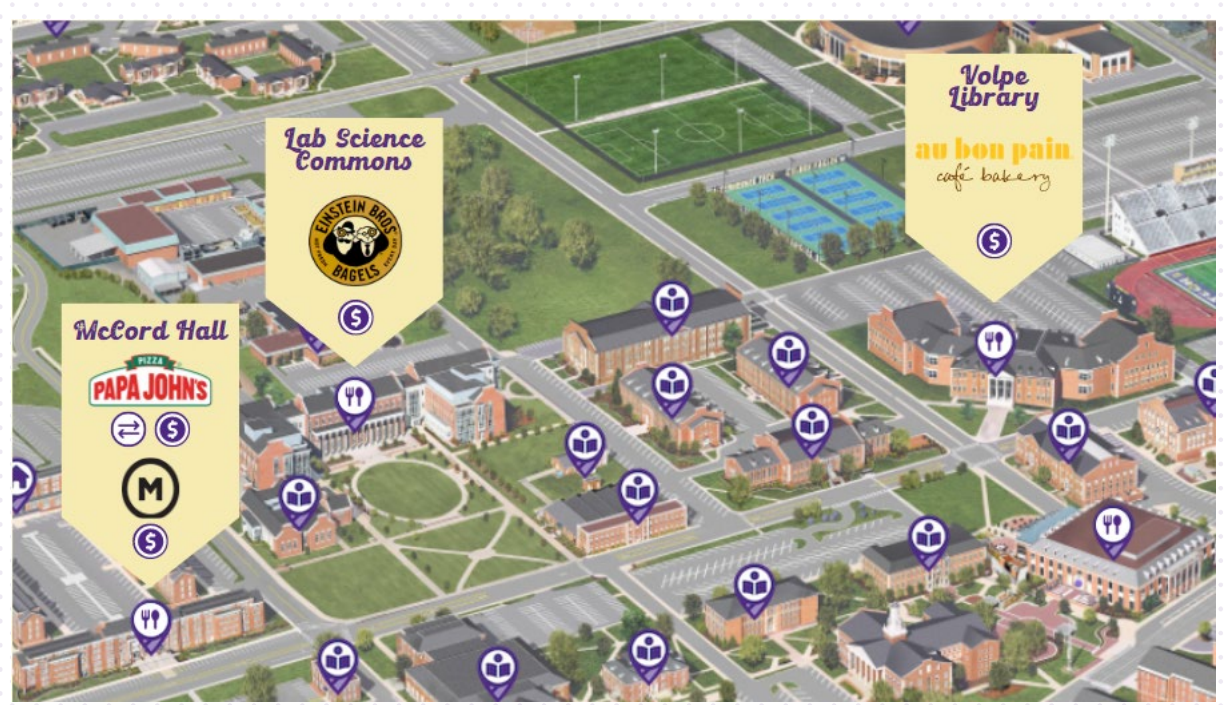 Volpe
Library
au bon pain
café bakery
$
Lab Science
Commons
EINSTEIN BROS
BAGELS
$
McCord Hall
PIZZA
PAPA JOHN'S
$
M
$